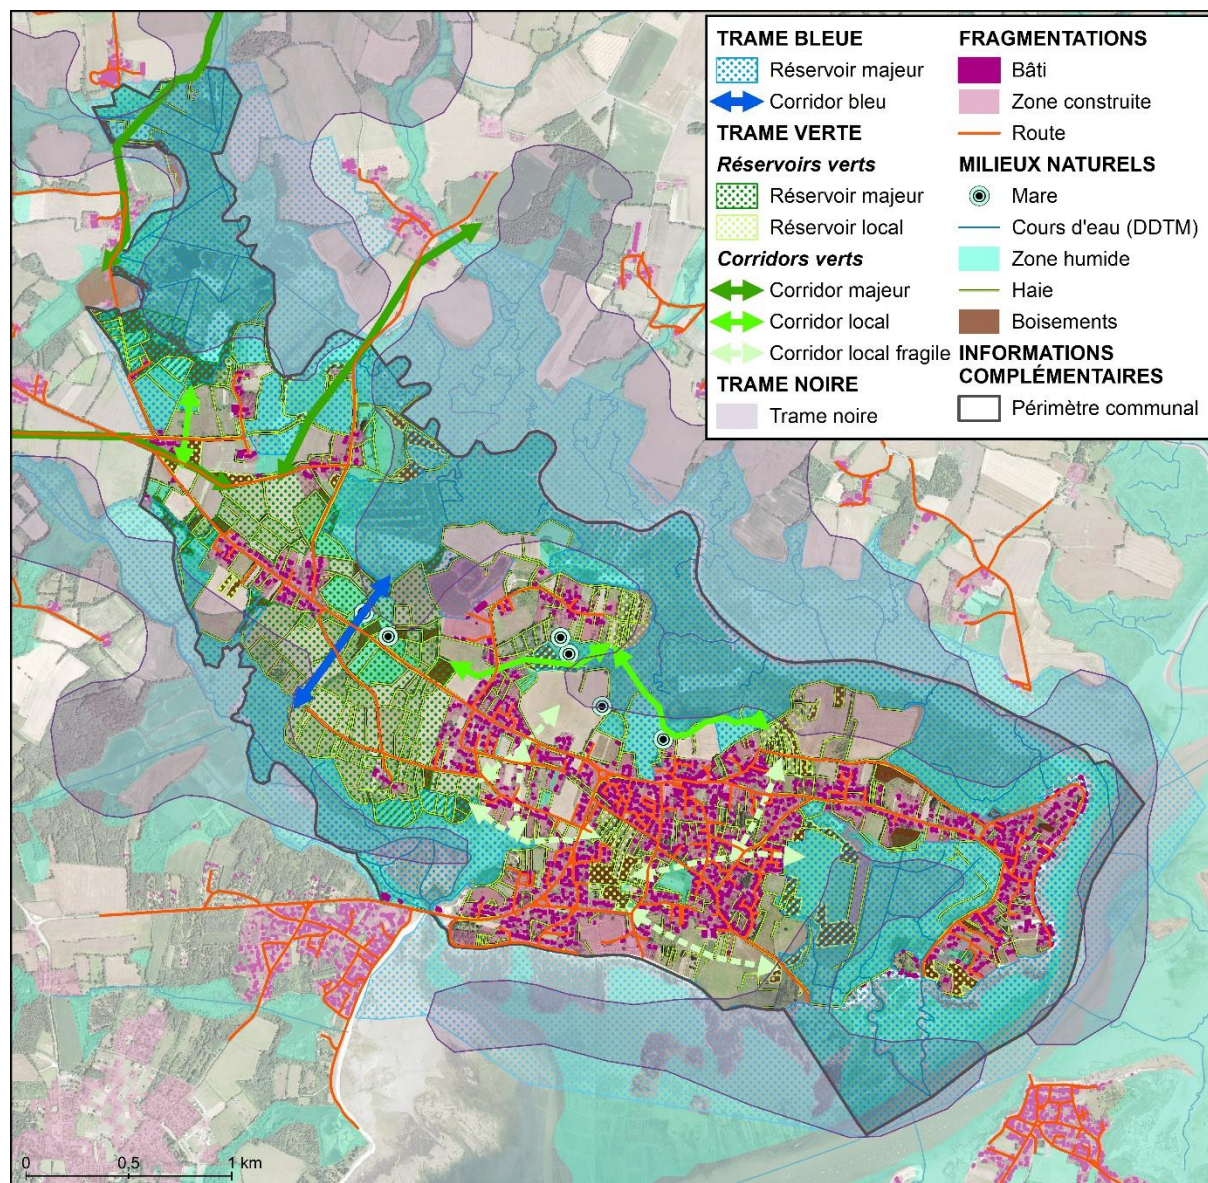 TRAME BLEUE
Réservoir majeur
Corridor bleu
TRAME VERTE
Réservoirs verts
Réservoir majeur
Réservoir local
Corridors verts
Corridor majeur
Corridor local
Corridor local fragile
TRAME NOIRE
Trame noire
FRAGMENTATIONS
Bâti
Zone construite
Route
MILIEUX NATURELS
Mare
Cours d'eau (DDTM)
Zone humide
Haie
Boisements
INFORMATIONS
COMPLÉMENTAIRES
Périmètre communal
0 0,5 1 km